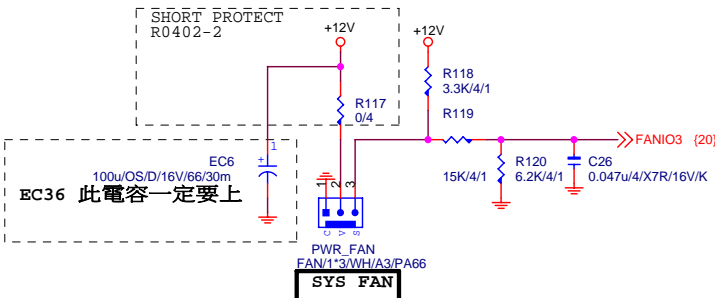 SHORT PROTECT
R0402-2
+12V
+12V
R118
3.3K/4/1
R117
0/4
R119
FANIO3 {20}
1
+
EC6
100u/OS/D/16V/66/30m
EC36 此電容一定要上
15K/4/1
R120
6.2K/4/1
C26
0.047u/4/X7R/16V/K
1 2 3
C V S
PWR_FAN
FAN/1*3/WH/A3/PA66
SYS FAN